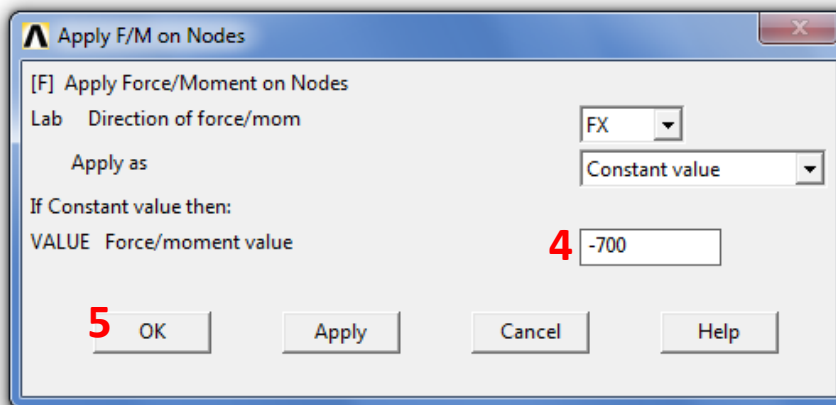 Apply F/M on Nodes
[F] Apply Force/Moment on Nodes
Lab Direction of force/mom FX
Apply as Constant value
If Constant value then:
VALUE Force/moment value 4 -700
5 OK Apply Cancel Help